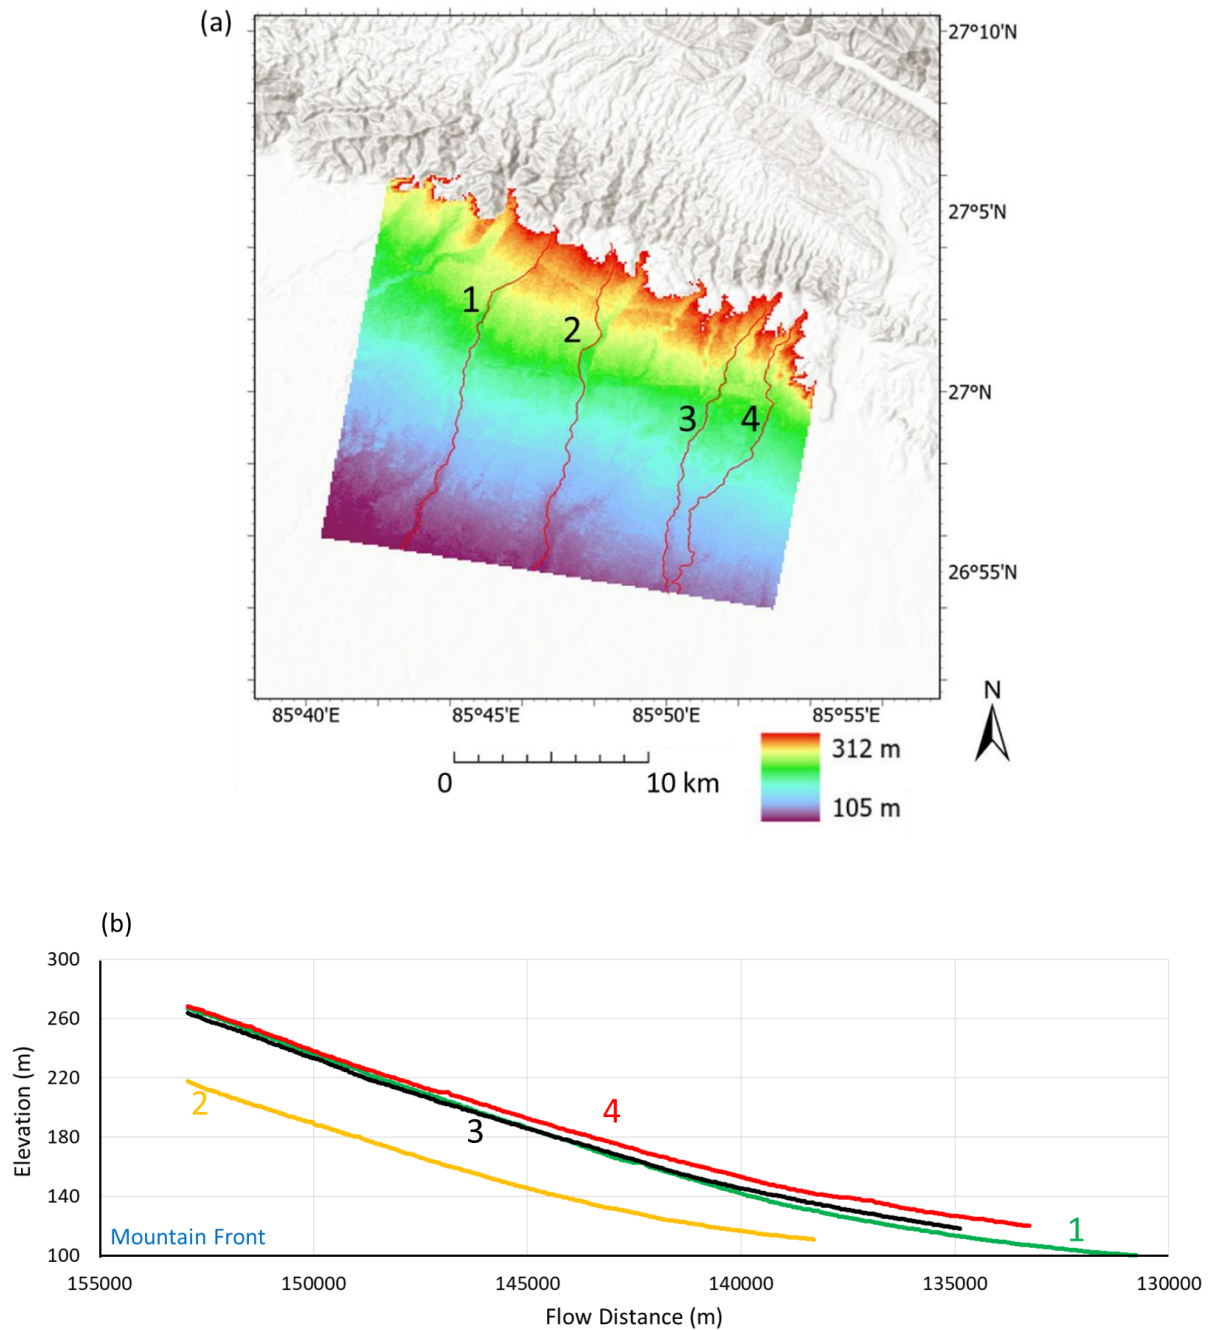 (a)
27°10'N
27°5'N
1
2
27°N
3
4
26°55'N
N
85°40'E
85°45'E
85°50'E
85°55'E
312 m
0
10 km
105 m
(b)
300
260
220
2
4
180
3
140
1
Mountain Front
100
155000
150000
145000
140000
135000
130000
Elevation (m)
Flow Distance (m)